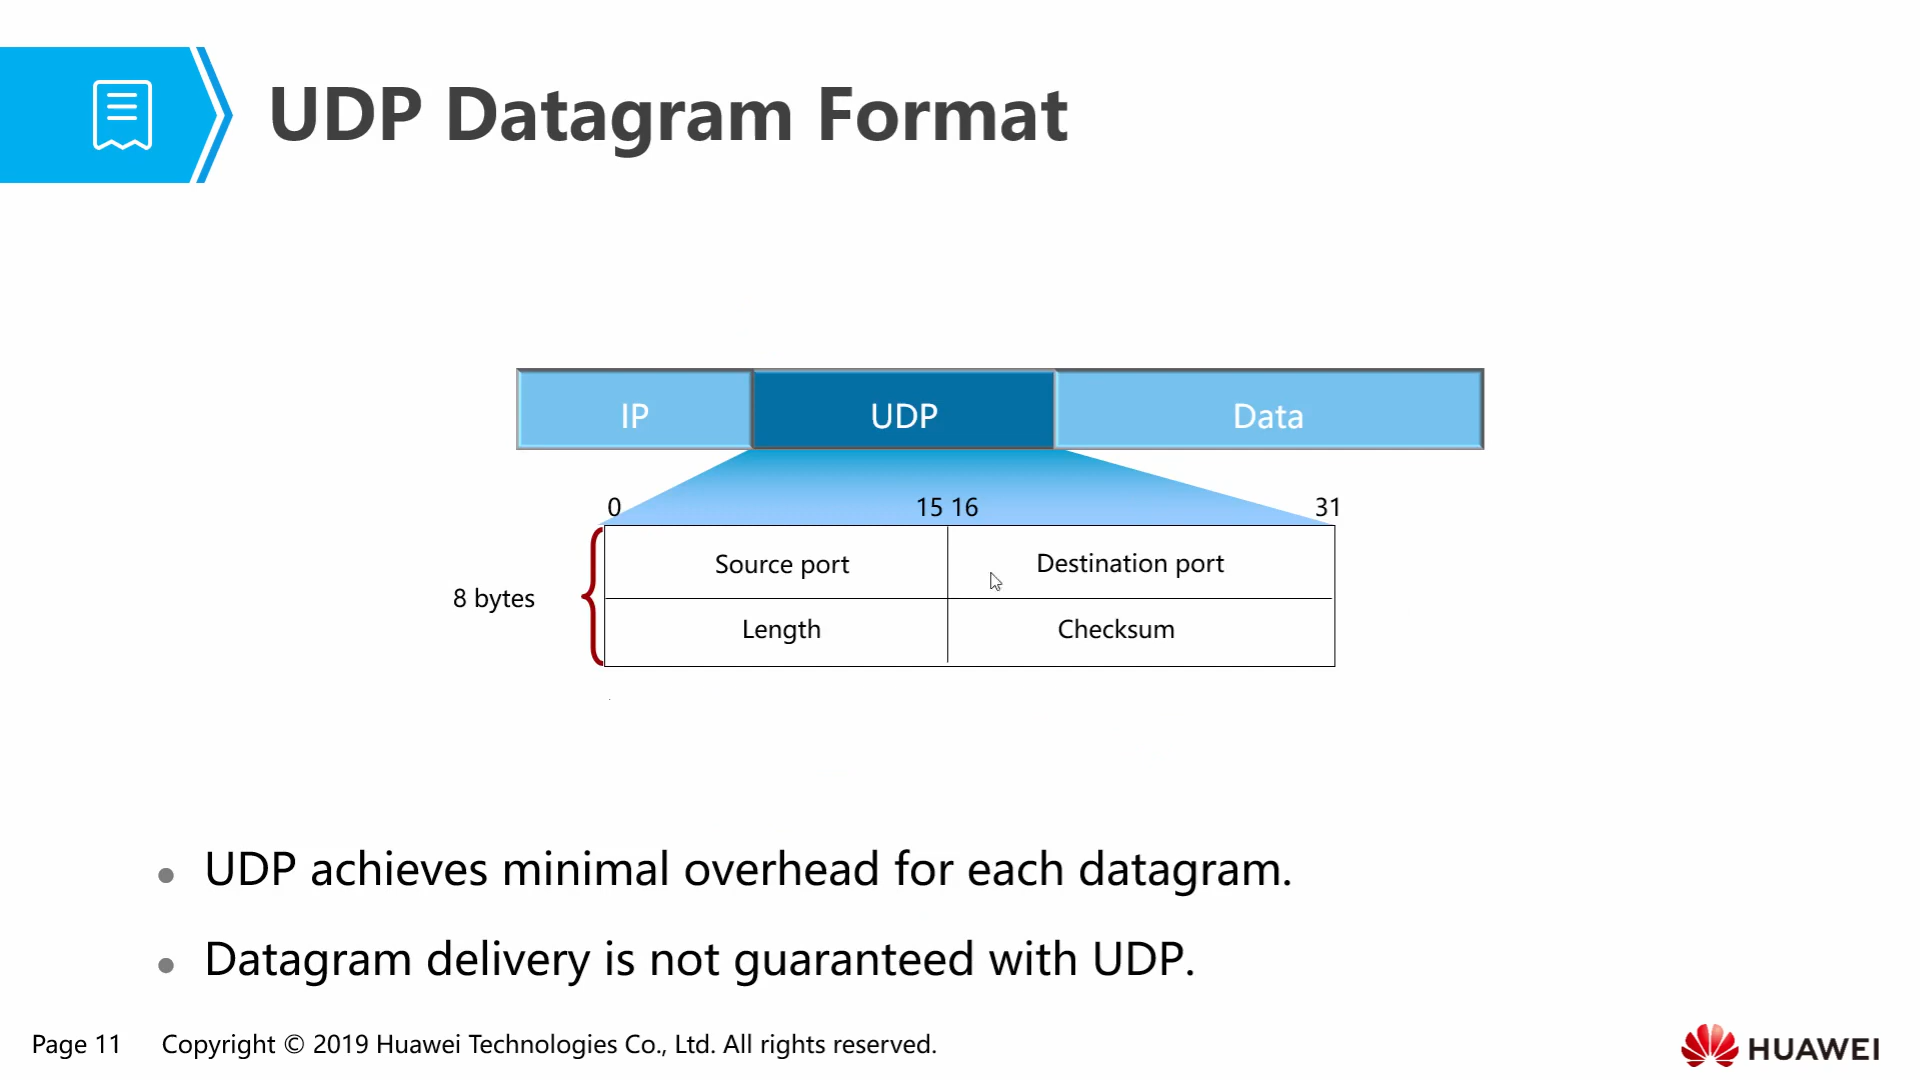 UDP Datagram Format
IP UDP Data
0 15 16 31
Source port Destination port
8 bytes
Length Checksum
UDP achieves minimal overhead for each datagram.
Datagram delivery is not guaranteed with UDP.
Page 11 Copyright © 2019 Huawei Technologies Co., Ltd. All rights reserved.
HUAWEI